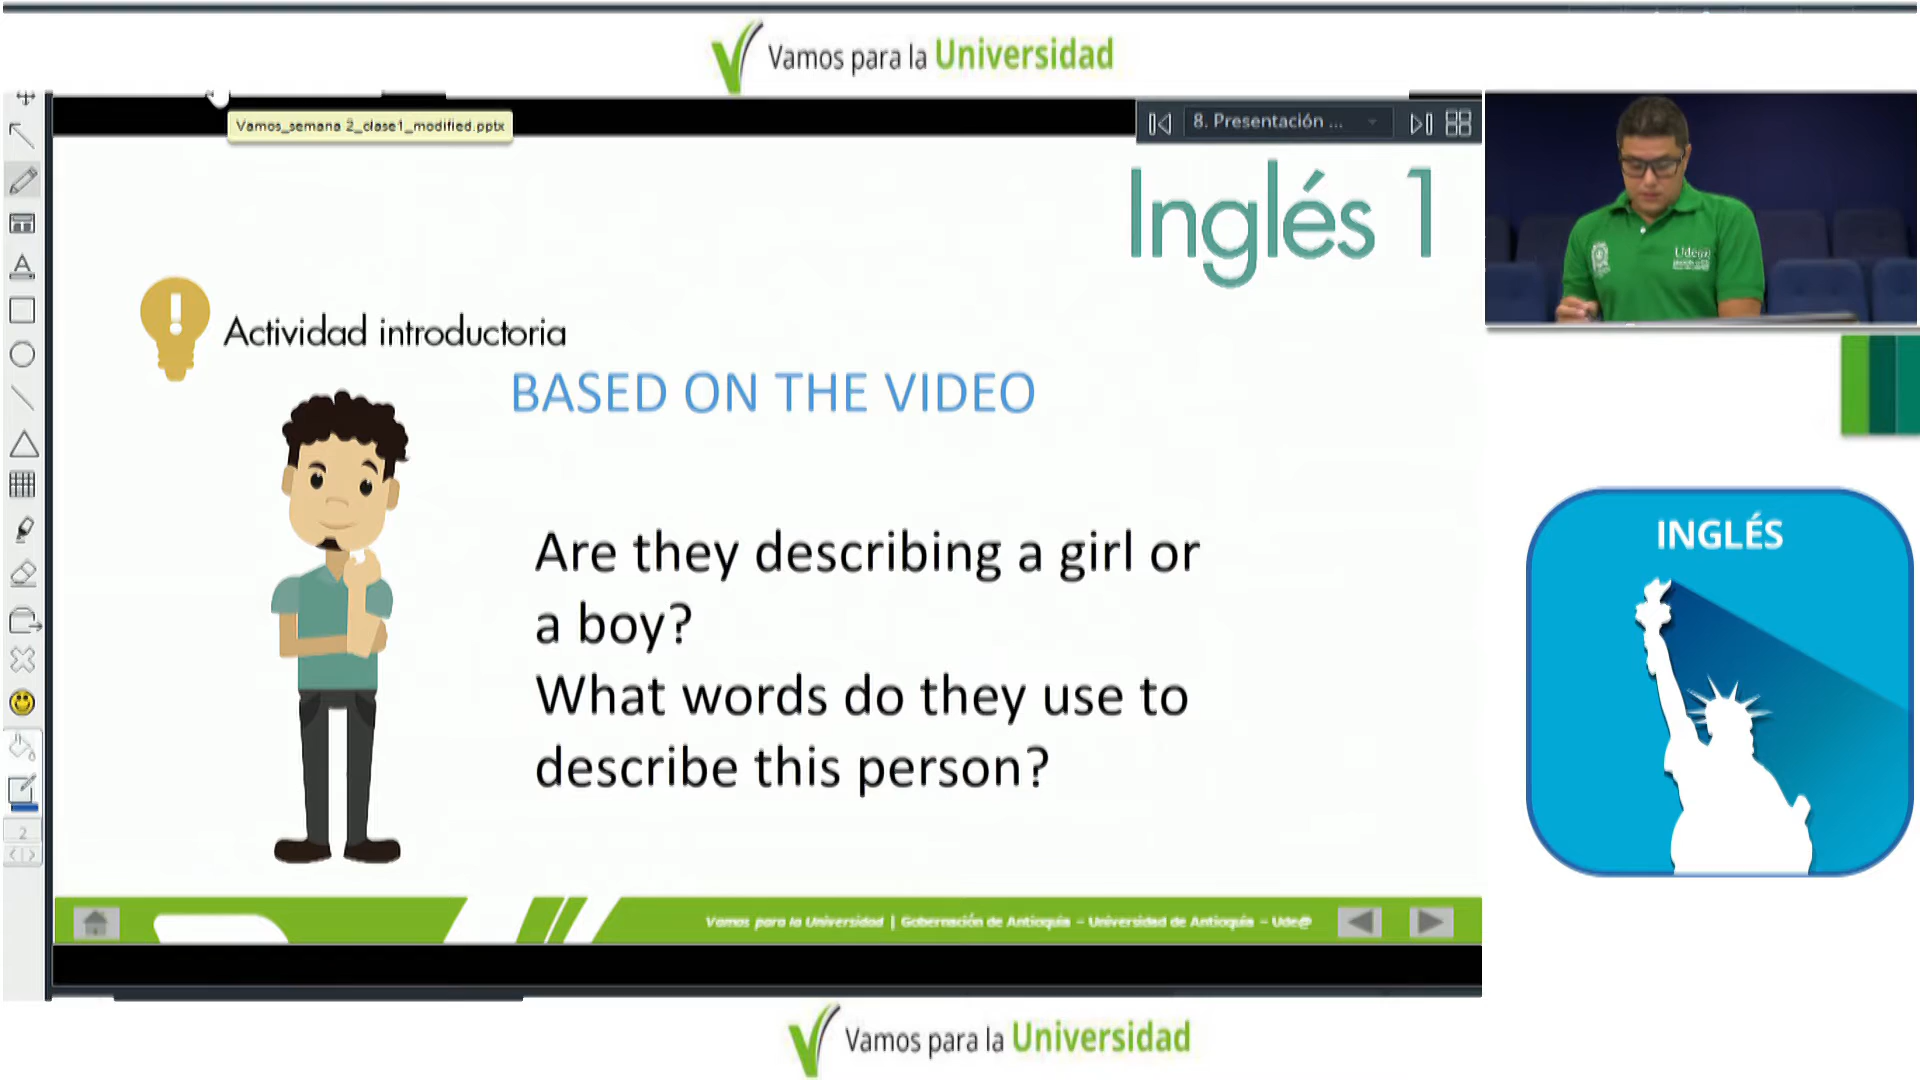 Vamos para la Universidad
Vamos_semana 2_clase1_modified.pptx
8. Presentación ...
Inglés 1
Actividad introductoria
BASED ON THE VIDEO
Are they describing a girl or
a boy?
What words do they use to
describe this person?
INGLÉS
2
Vamos para la Universidad | Gobernación de Antioquia – Universidad de Antioquia – Ude@
Vamos para la Universidad